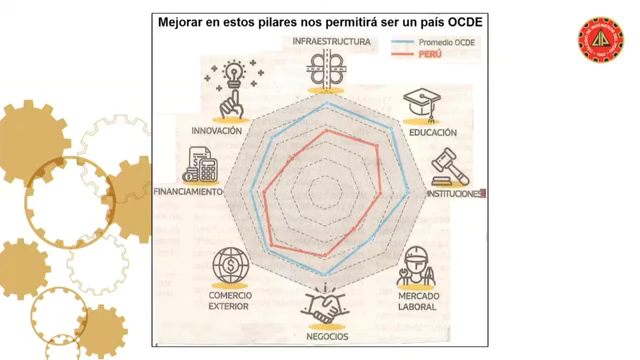 Mejorar en estos pilares nos permitirá ser un país OCDE
INFRAESTRUCTURA
Promedio OCDE
PERÚ
INNOVACIÓN
EDUCACIÓN
FINANCIAMIENTO
INSTITUCIONES
COMERCIO
EXTERIOR
MERCADO
LABORAL
NEGOCIOS